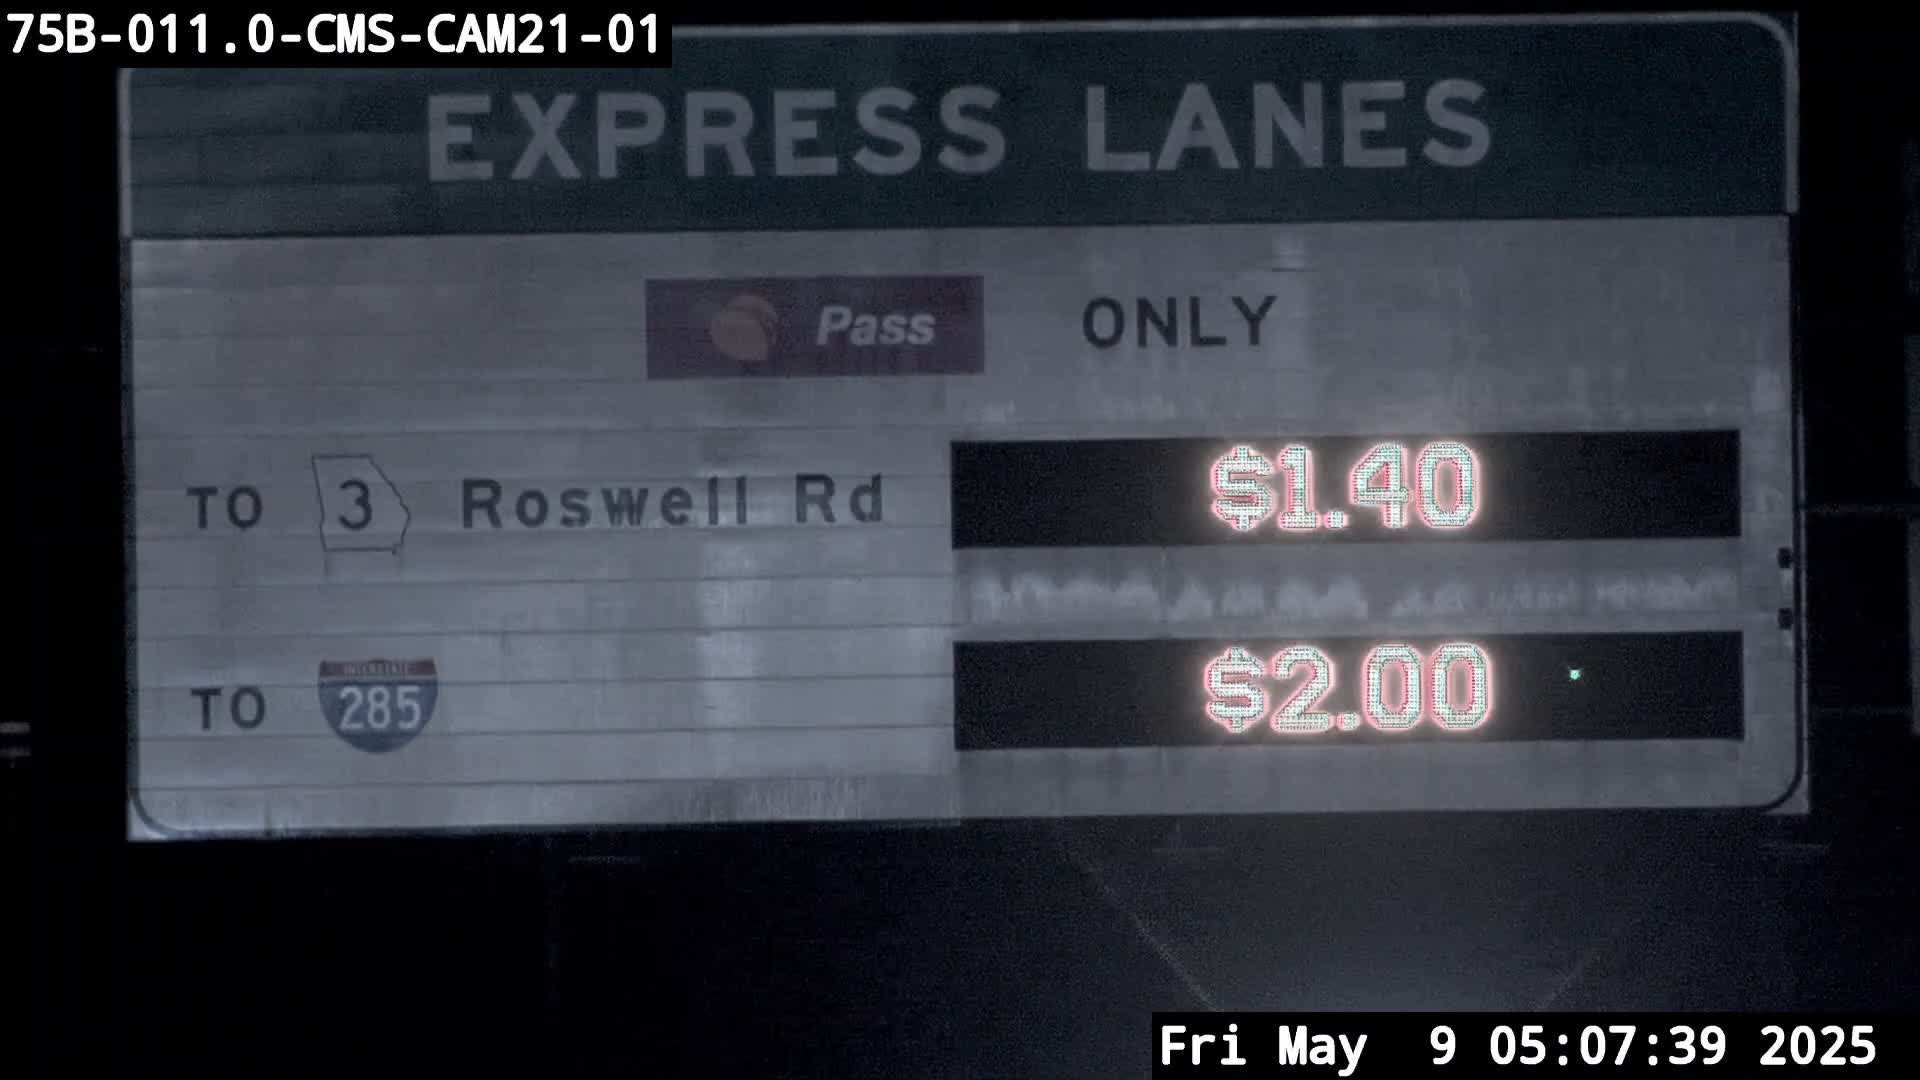 75B-011.0-CMS-CAM21-01
EXPRESS LANES
Pass ONLY
TO 3 Roswell Rd $1.40
INTERSTATE
TO 285 $2.00
Fri May 9 05:07:39 2025